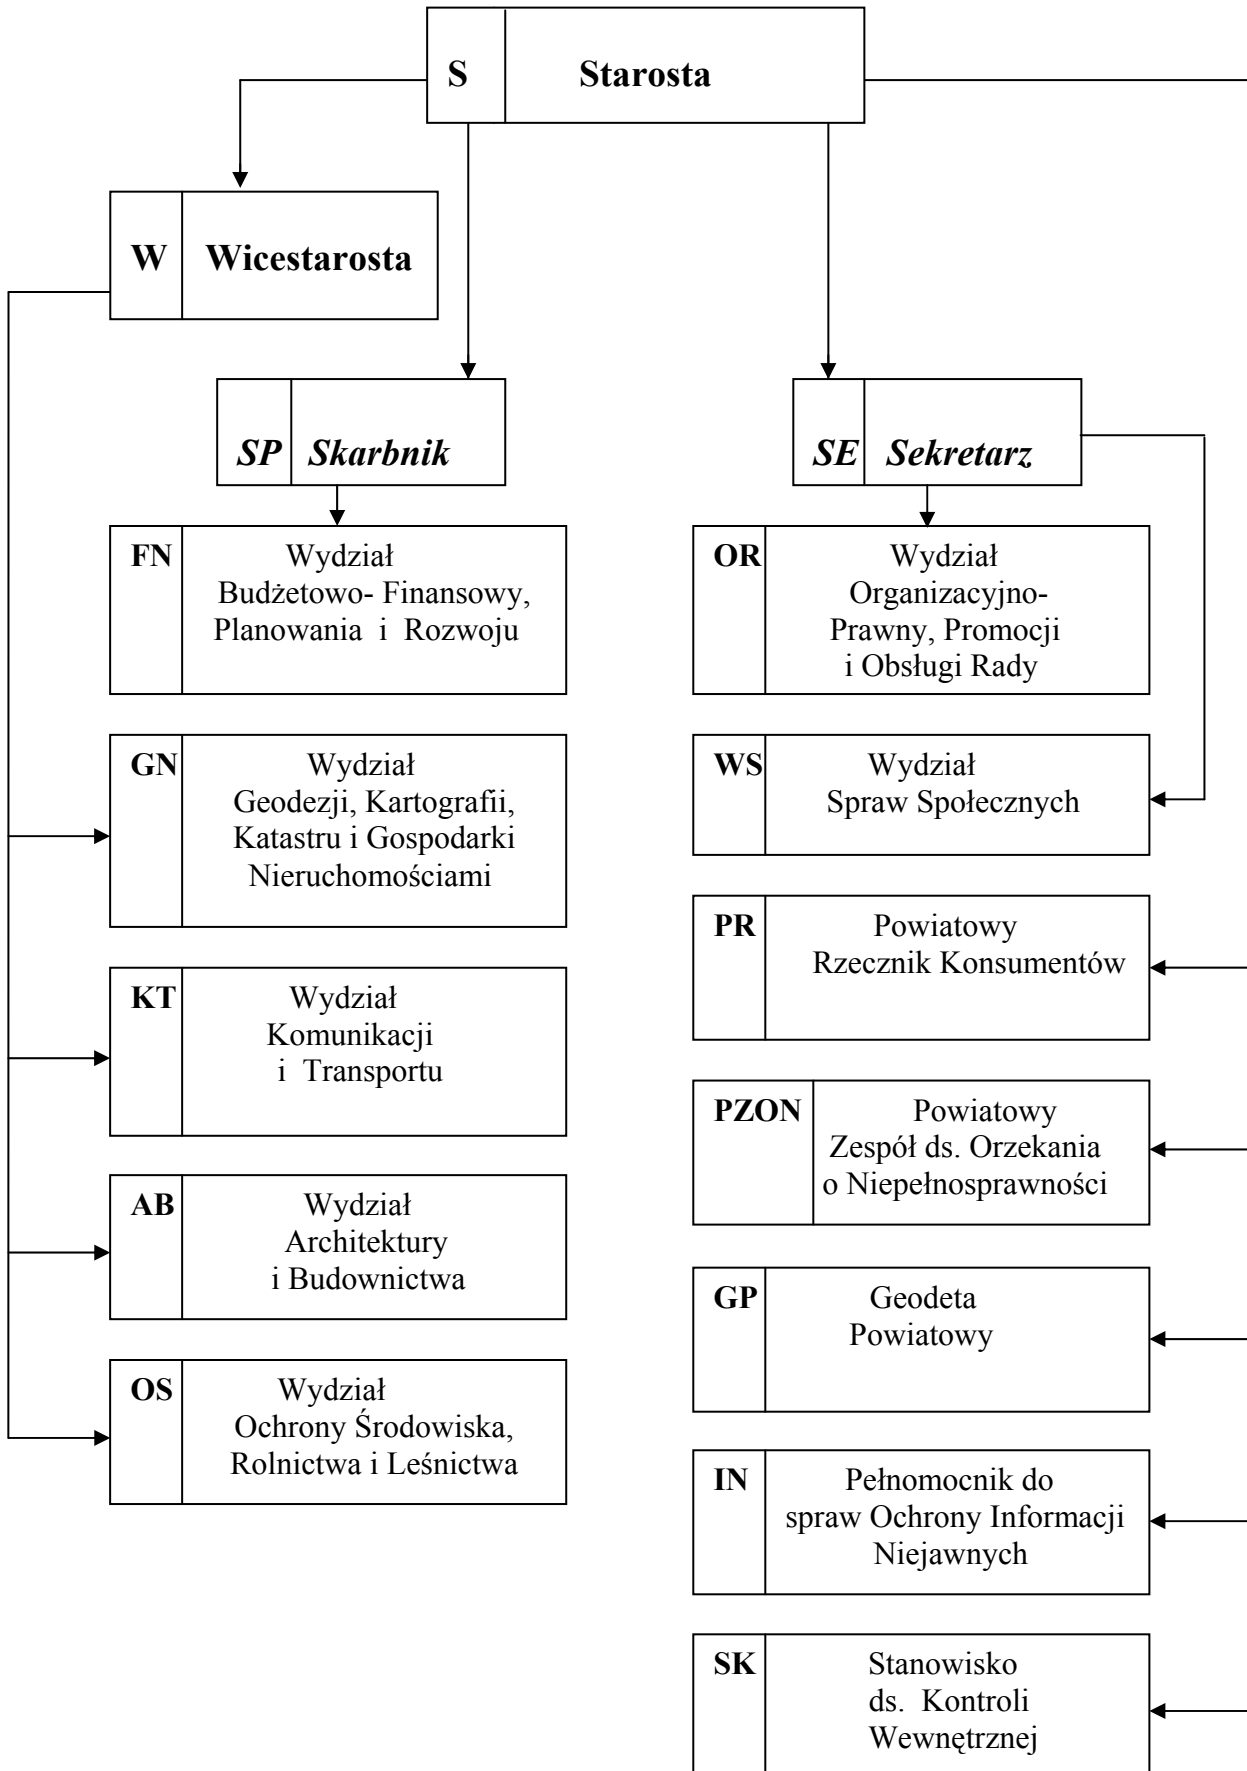 S Starosta
W Wicestarosta
SP Skarbnik
SE Sekretarz
FN Wydział
Budżetowo- Finansowy,
Planowania i Rozwoju
OR Wydział
Organizacyjno-
Prawny, Promocji
i Obsługi Rady
GN Wydział
Geodezji, Kartografii,
Katastru i Gospodarki
Nieruchomościami
WS Wydział
Spraw Społecznych
PR Powiatowy
Rzecznik Konsumentów
KT Wydział
Komunikacji
i Transportu
PZON Powiatowy
Zespół ds. Orzekania
o Niepełnosprawności
AB Wydział
Architektury
i Budownictwa
GP Geodeta
Powiatowy
OS Wydział
Ochrony Środowiska,
Rolnictwa i Leśnictwa
IN Pełnomocnik do
spraw Ochrony Informacji
Niejawnych
SK Stanowisko
ds. Kontroli
Wewnętrznej